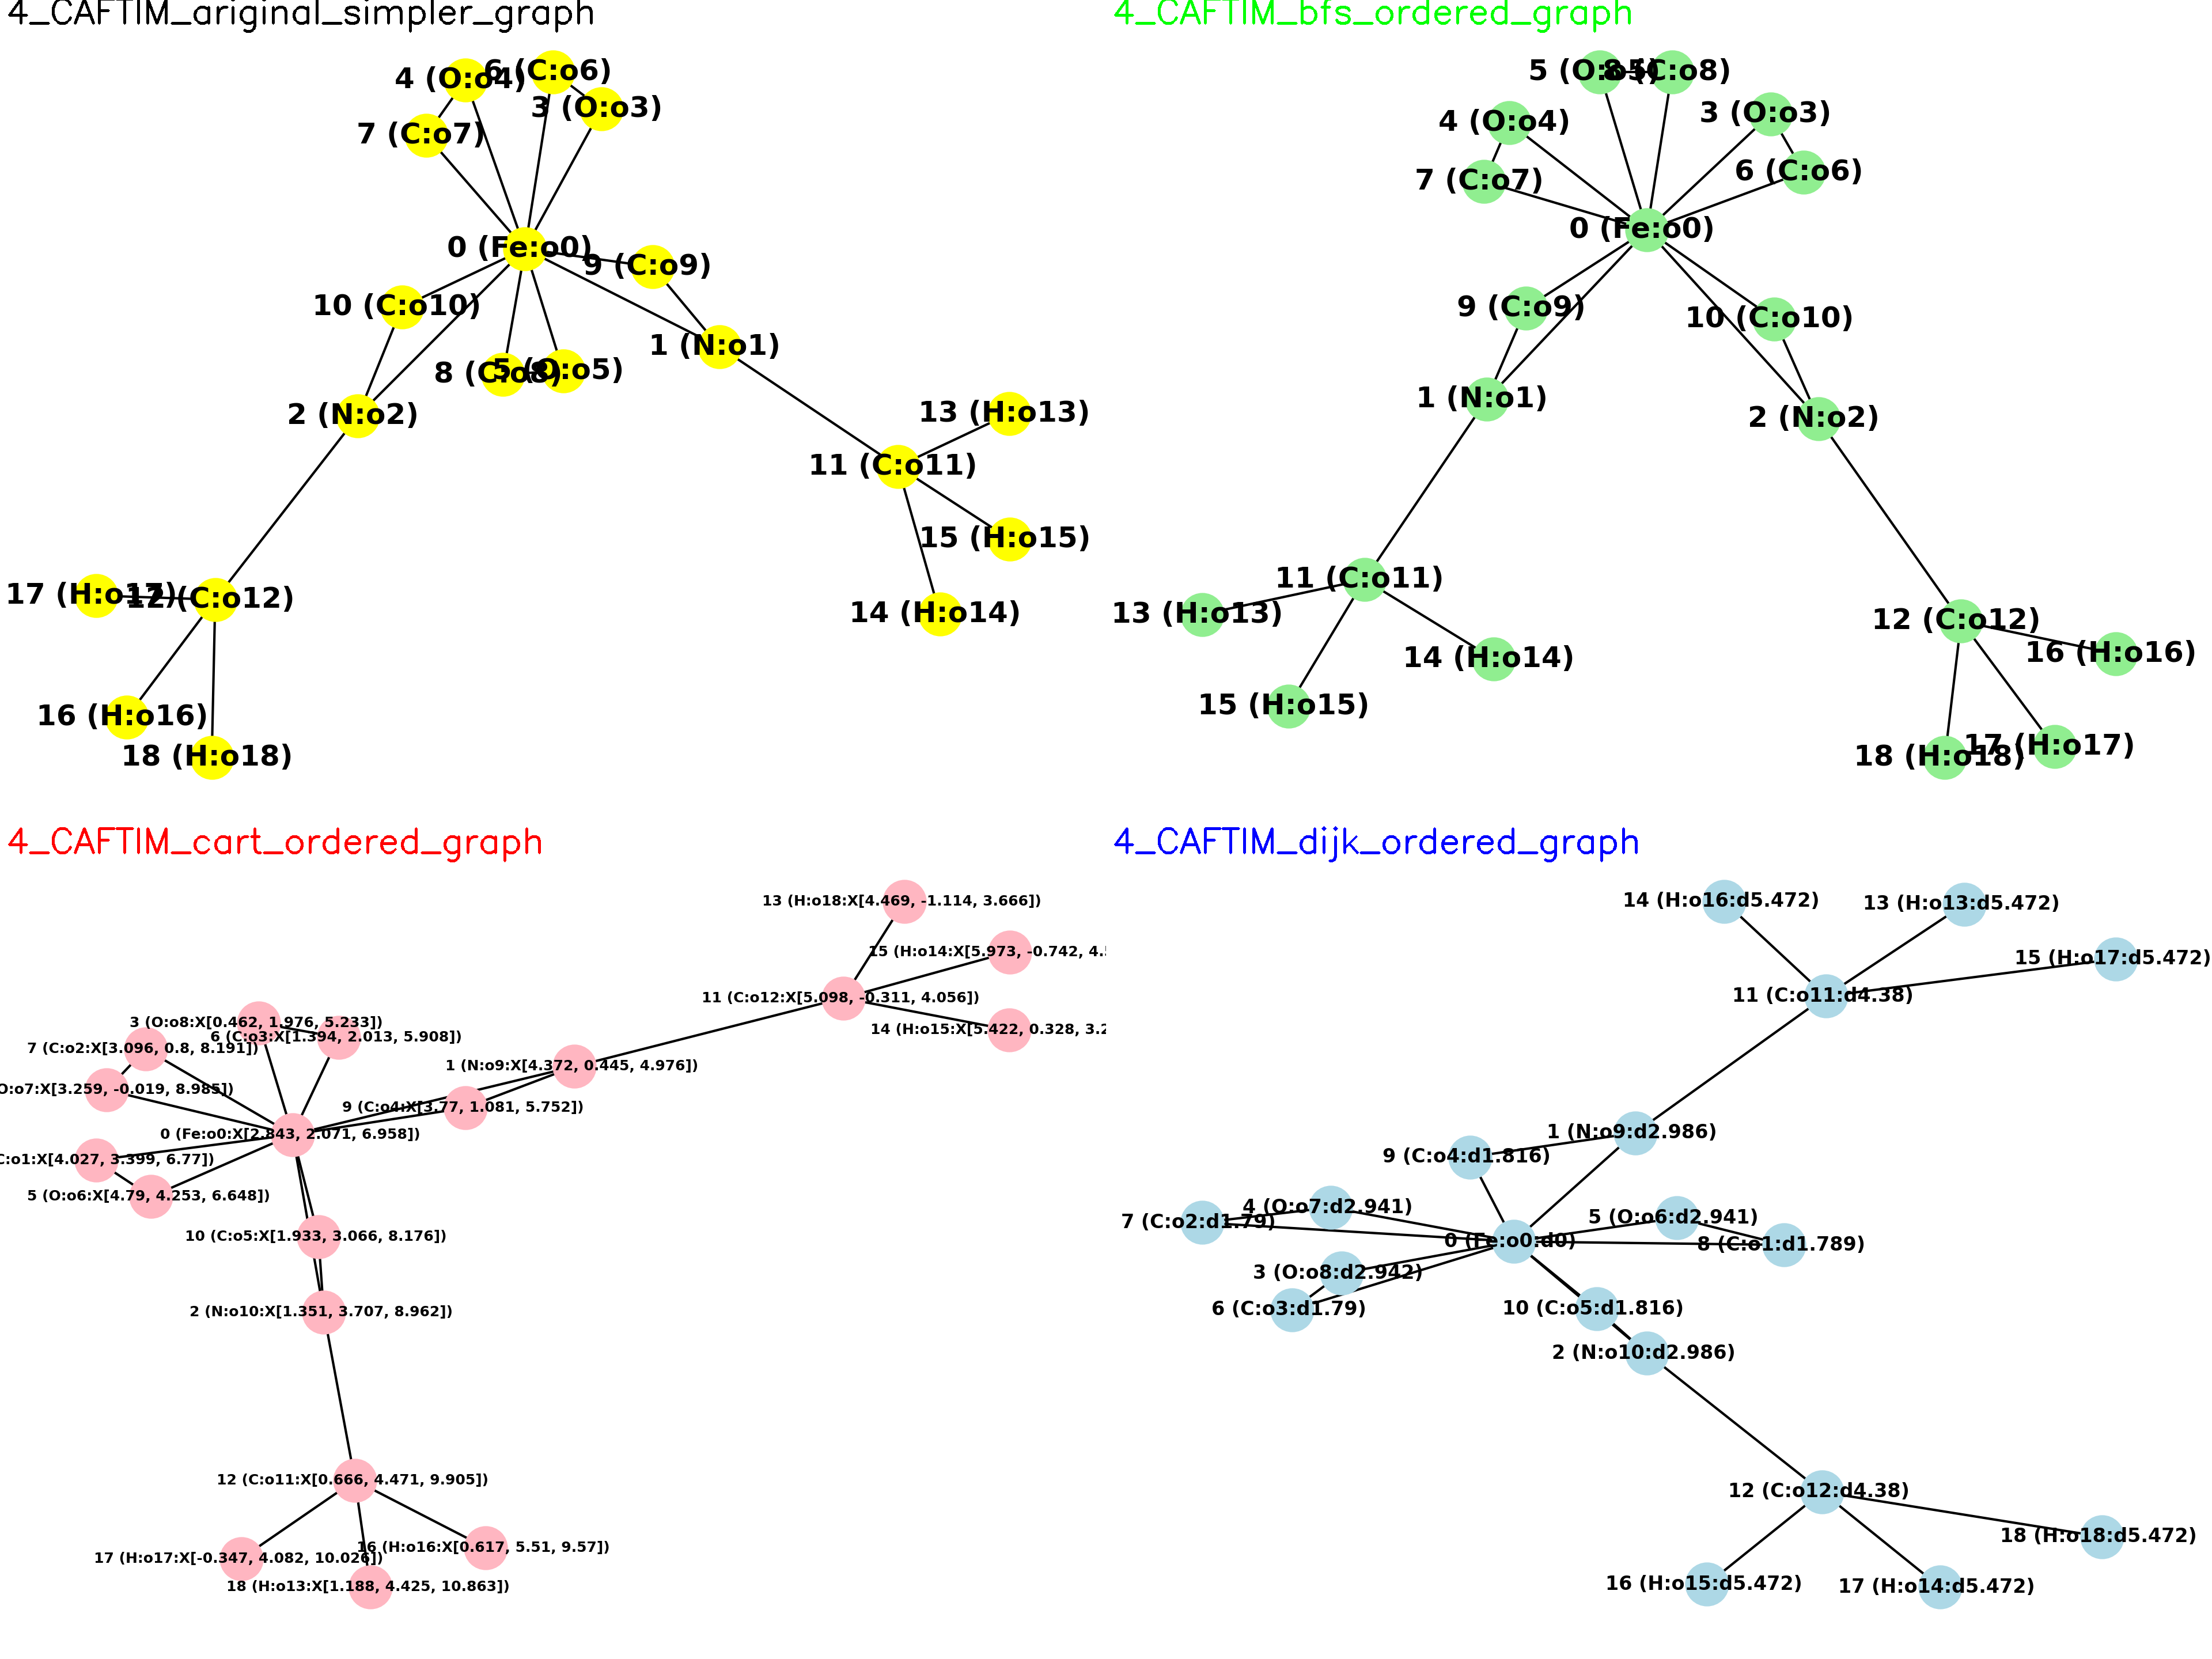 4_CAFTIM_ariginal_simpler_graph
4 (O:o4)
6 (C:o6)
3 (O:o3)
7 (C:o7)
0 (Fe:o0)
9 (C:o9)
10 (C:o10)
1 (N:o1)
8 (C:o8)
5 (O:o5)
2 (N:o2)
13 (H:o13)
11 (C:o11)
15 (H:o15)
17 (H:o17)
12 (C:o12)
14 (H:o14)
16 (H:o16)
18 (H:o18)
4_CAFTIM_bfs_ordered_graph
5 (O:o5)
8 (C:o8)
3 (O:o3)
4 (O:o4)
6 (C:o6)
7 (C:o7)
0 (Fe:o0)
9 (C:o9)
10 (C:o10)
1 (N:o1)
2 (N:o2)
11 (C:o11)
13 (H:o13)
12 (C:o12)
16 (H:o16)
14 (H:o14)
15 (H:o15)
18 (H:o18)
17 (H:o17)
4_CAFTIM_cart_ordered_graph
13 (H:o18:X[4.469, -1.114, 3.666])
15 (H:o14:X[5.973, -0.742, 4.
11 (C:o12:X[5.098, -0.311, 4.056])
3 (O:o8:X[0.462, 1.976, 5.233])
14 (H:o15:X[5.422, 0.328, 3.2
6 (C:o3:X[1.394, 2.013, 5.908])
7 (C:o2:X[3.096, 0.8, 8.191])
1 (N:o9:X[4.372, 0.445, 4.976])
O:o7:X[3.259, -0.019, 8.985])
9 (C:o4:X[3.77, 1.081, 5.752])
0 (Fe:o0:X[2.843, 2.071, 6.958])
C:o1:X[4.027, 3.399, 6.77])
5 (O:o6:X[4.79, 4.253, 6.648])
10 (C:o5:X[1.933, 3.066, 8.176])
2 (N:o10:X[1.351, 3.707, 8.962])
12 (C:o11:X[0.666, 4.471, 9.905])
16 (H:o16:X[0.617, 5.51, 9.57])
17 (H:o17:X[-0.347, 4.082, 10.026])
18 (H:o13:X[1.188, 4.425, 10.863])
4_CAFTIM_dijk_ordered_graph
14 (H:o16:d5.472)
13 (H:o13:d5.472)
15 (H:o17:d5.472)
11 (C:o11:d4.38)
1 (N:o9:d2.986)
9 (C:o4:d1.816)
4 (O:o7:d2.941)
7 (C:o2:d1.79)
5 (O:o6:d2.941)
0 (Fe:o0:d0)
8 (C:o1:d1.789)
3 (O:o8:d2.942)
6 (C:o3:d1.79)
10 (C:o5:d1.816)
2 (N:o10:d2.986)
12 (C:o12:d4.38)
18 (H:o18:d5.472)
16 (H:o15:d5.472)
17 (H:o14:d5.472)